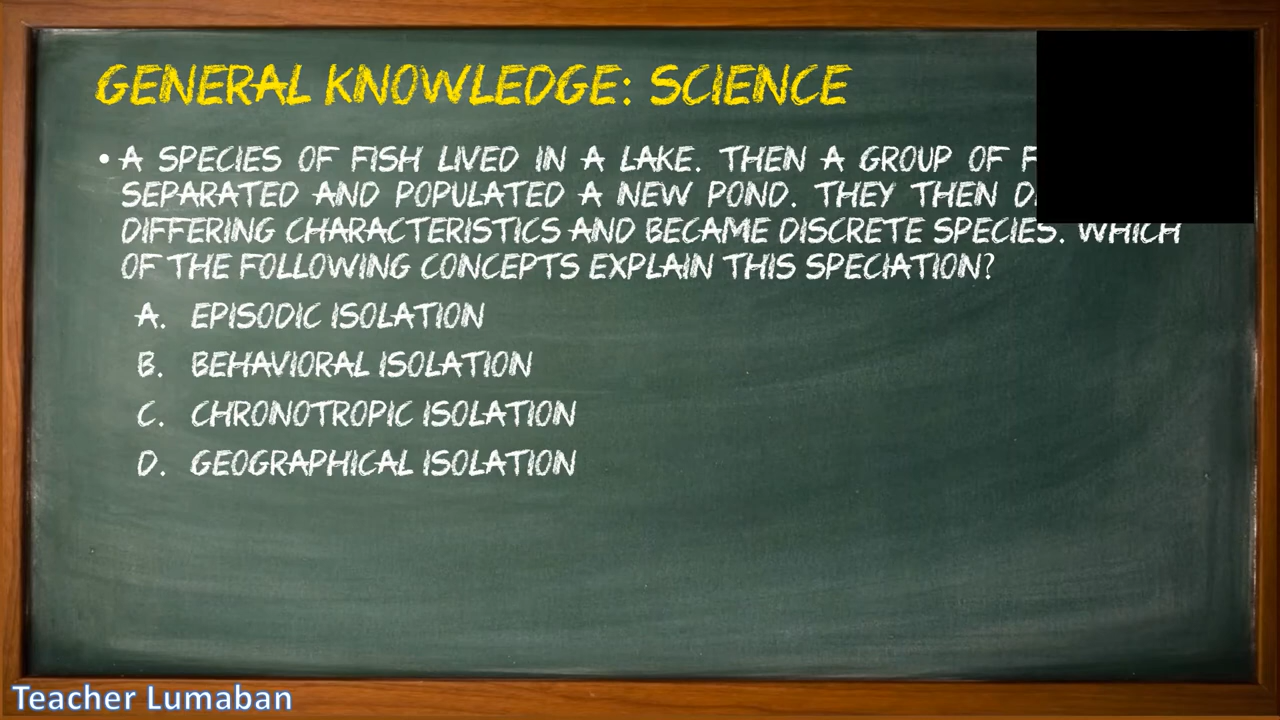 GENERAL KNOWLEDGE: SCIENCE
• A SPECIES OF FISH LIVED IN A LAKE. THEN A GROUP OF
SEPARATED AND POPULATED A NEW POND. THEY THEN
DIFFERING CHARACTERISTICS AND BECAME DISCRETE SPECIES. WHICH
OF THE FOLLOWING CONCEPTS EXPLAIN THIS SPECIATION?
A. EPISODIC ISOLATION
B. BEHAVIORAL ISOLATION
C. CHRONOTROPIC ISOLATION
D. GEOGRAPHICAL ISOLATION
Teacher Lumaban